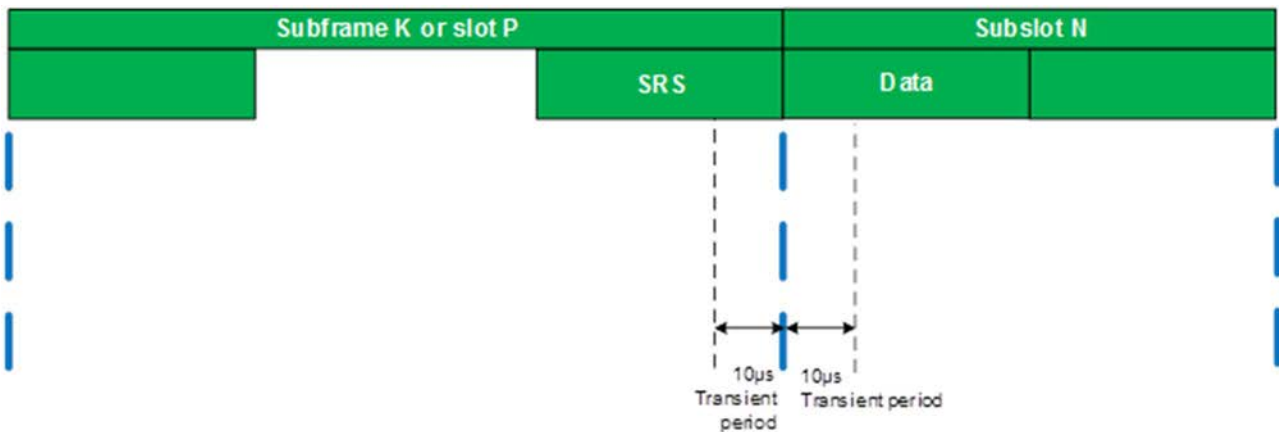 Subframe K or slot P
Subslot N
SRS
Data
10µs
Transient
period
10µs
Transient period